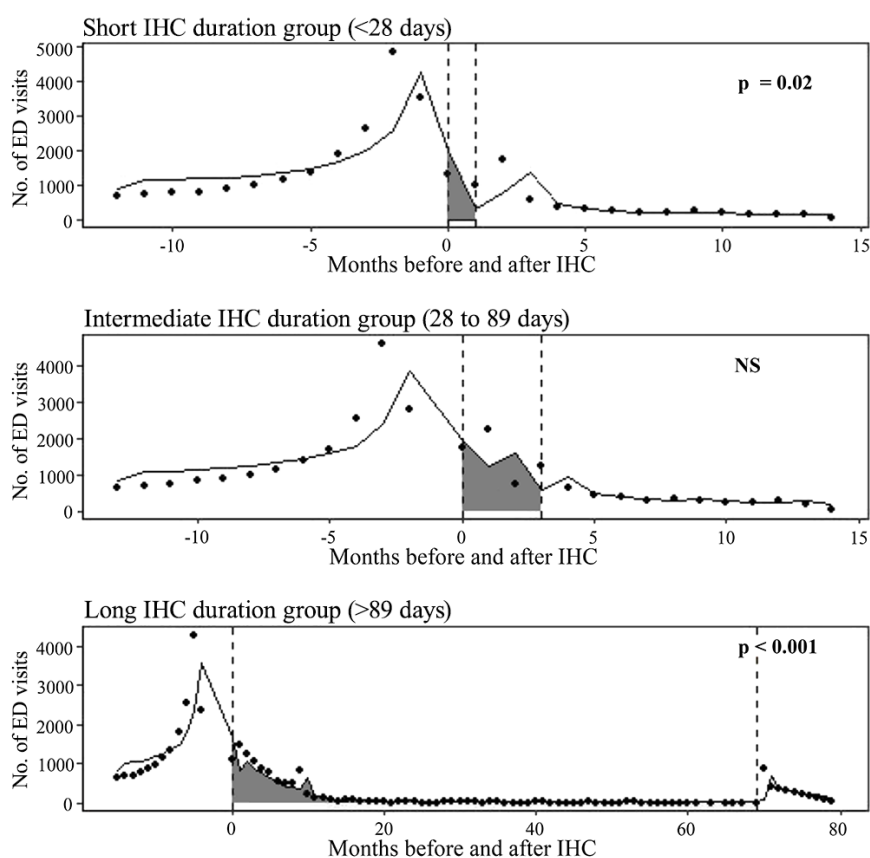 Short IHC duration group (<28 days)
No. of ED visits
5000
4000
3000
2000
1000
0
p = 0.02
-10 -5 0 5 10 15
Months before and after IHC
Intermediate IHC duration group (28 to 89 days)
No. of ED visits
4000
3000
2000
1000
0
NS
-10 -5 0 5 10 15
Months before and after IHC
Long IHC duration group (>89 days)
No. of ED visits
4000
3000
2000
1000
0
p < 0.001
0 20 40 60 80
Months before and after IHC